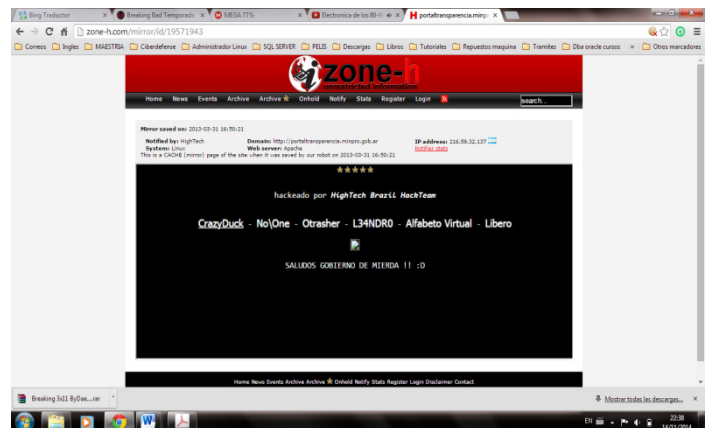 Bing Traductor
Breaking Bad Temporada
MEGA 77%
Electronica de los 80-
portaltransparencia.minp
zone-h.com/mirror/id/19571943
Correos Ingles MAESTRIA Ciberdefense Administrador Linux SQL SERVER PELIS Descargas Libros Tutoriales Repuestos maquina Tramites Dba oracle cursos » Otros marcadores
zone-h
unrestricted information
Home News Events Archive Archive ★ Onhold Notify Stats Register Login
search...
Mirror saved on: 2013-03-31 16:50:21
Notified by: HighTech Domain: http://portaltransparencia.minpro.gob.ar IP address: 216.59.32.137
System: Linux Web server: Apache Notifier stats
This is a CACHE (mirror) page of the site when it was saved by our robot on 2013-03-31 16:50:21
★★★★★
hackeado por HighTech Brazil HackTeam
CrazyDuck - No\One - Otrasher - L34NDR0 - Alfabeto Virtual - Libero
SALUDOS GOBIERNO DE MIERDA !! :D
Home News Events Archive Archive ★ Onhold Notify Stats Register Login Disclaimer Contact
Breaking 3x11 ByDae....rar
Mostrar todas las descargas...
EN
22:38
14/01/2014